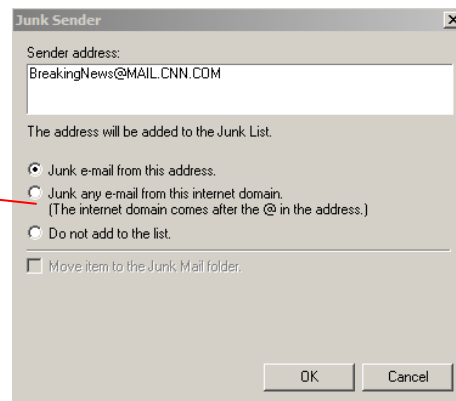 Junk Sender
Sender address:
BreakingNews@MAIL.CNN.COM
The address will be added to the Junk List.
Junk e-mail from this address.
Junk any e-mail from this internet domain.
(The internet domain comes after the @ in the address.)
Do not add to the list.
Move item to the Junk Mail folder.
OK Cancel